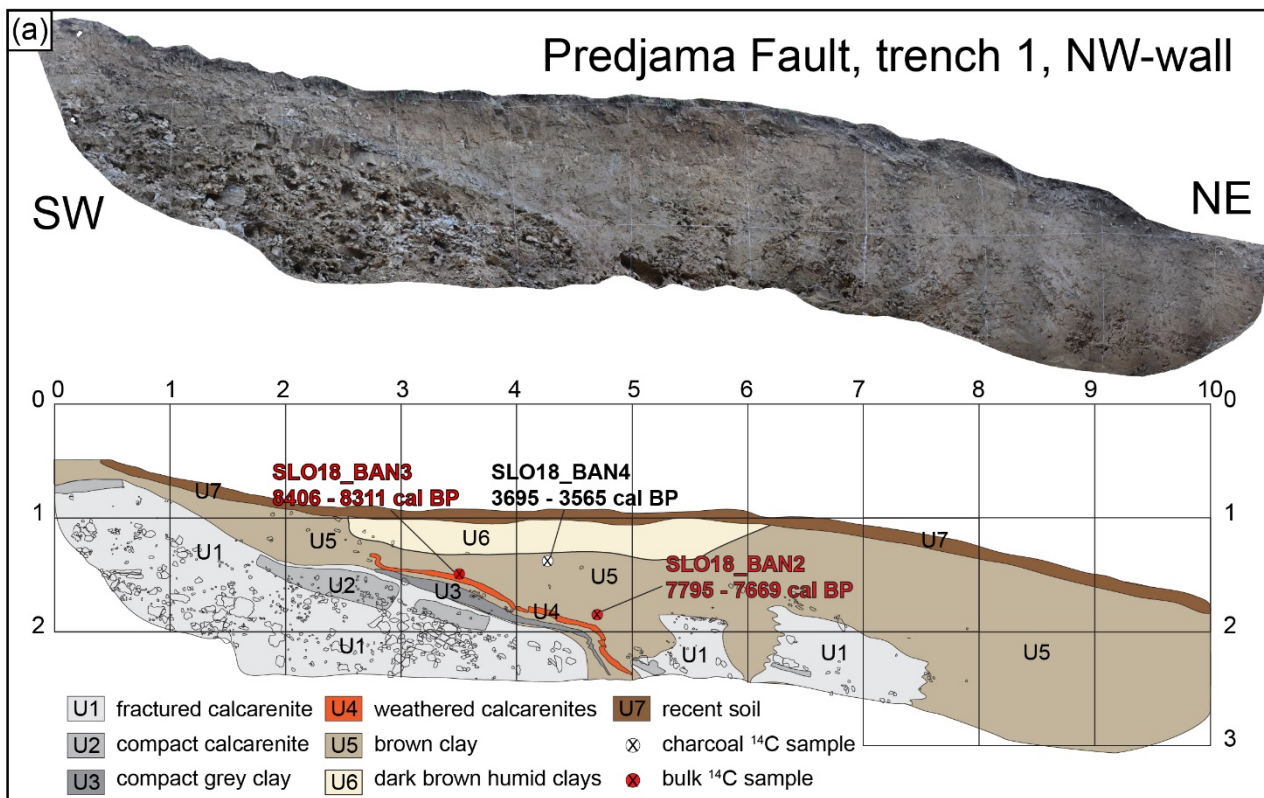 (a)
Predjama Fault, trench 1, NW-wall
SW
NE
0 1 2 3 4 5 6 7 8 9 10
0 0
SLO18_BAN3
8406 - 8311 cal BP
SLO18_BAN4
3695 - 3565 cal BP
U7
1 1
U6
U5
U5
U7
SLO18_BAN2
7795 - 7669 cal BP
U1
U2
U3
U4
2 2
U1
U1
U1
U5
3
U1 fractured calcarenite
U4 weathered calcarenites
U7 recent soil
U2 compact calcarenite
U5 brown clay
charcoal ¹⁴C sample
U3 compact grey clay
U6 dark brown humid clays
bulk ¹⁴C sample